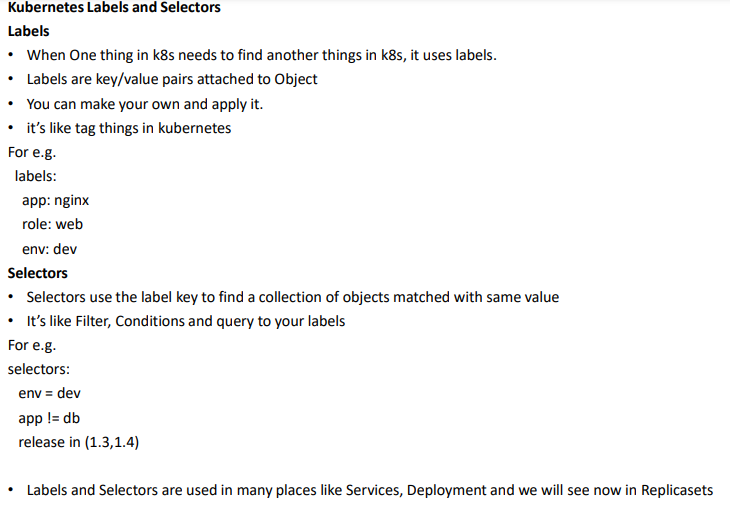 Kubernetes Labels and Selectors
Labels
• When One thing in k8s needs to find another things in k8s, it uses labels.
• Labels are key/value pairs attached to Object
• You can make your own and apply it.
• it’s like tag things in kubernetes
For e.g.
labels:
app: nginx
role: web
env: dev
Selectors
• Selectors use the label key to find a collection of objects matched with same value
• It’s like Filter, Conditions and query to your labels
For e.g.
selectors:
env = dev
app != db
release in (1.3,1.4)
• Labels and Selectors are used in many places like Services, Deployment and we will see now in Replicasets